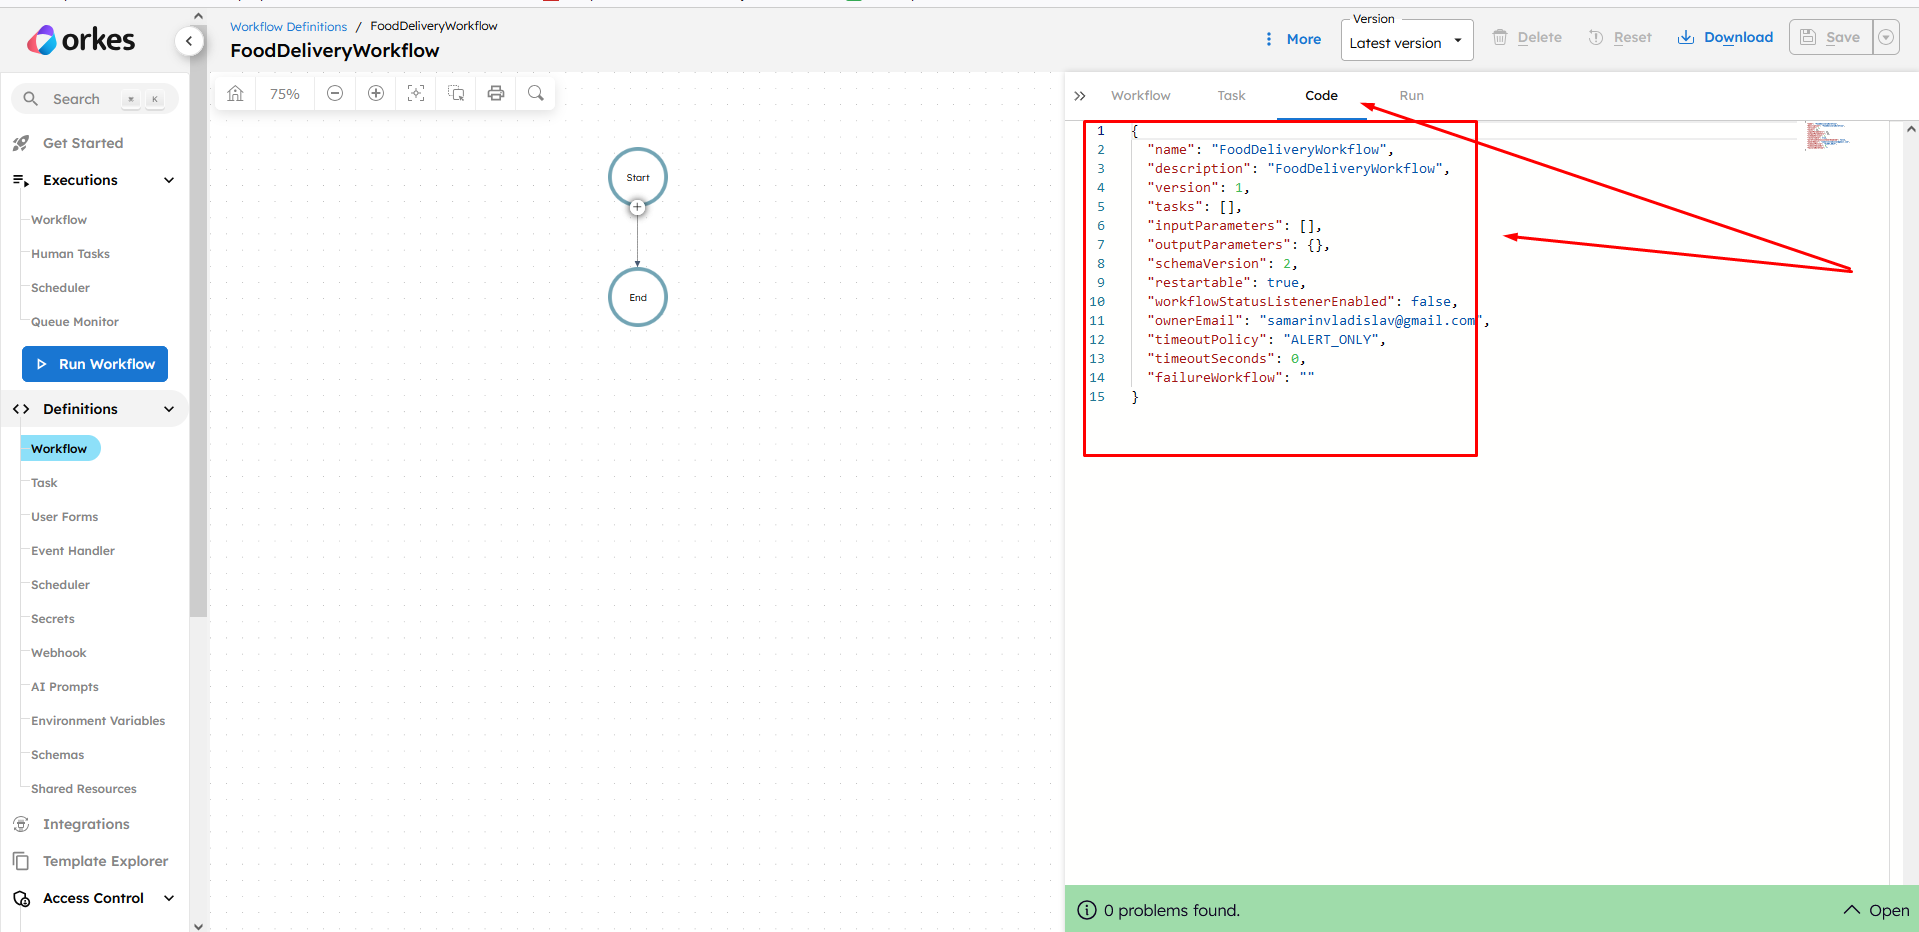 orkes
Workflow Definitions / FoodDeliveryWorkflow
FoodDeliveryWorkflow
More
Version
Latest version
Delete
Reset
Download
Save
Search
K
Get Started
Executions
Workflow
Human Tasks
Scheduler
Queue Monitor
Run Workflow
Definitions
Workflow
Task
User Forms
Event Handler
Scheduler
Secrets
Webhook
AI Prompts
Environment Variables
Schemas
Shared Resources
Integrations
Template Explorer
Access Control
75%
Start
+
End
Workflow Task Code Run
1 {
2 "name": "FoodDeliveryWorkflow",
3 "description": "FoodDeliveryWorkflow",
4 "version": 1,
5 "tasks": [],
6 "inputParameters": [],
7 "outputParameters": {},
8 "schemaVersion": 2,
9 "restartable": true,
10 "workflowStatusListenerEnabled": false,
11 "ownerEmail": "samarinvladislav@gmail.com",
12 "timeoutPolicy": "ALERT_ONLY",
13 "timeoutSeconds": 0,
14 "failureWorkflow": ""
15 }
0 problems found.
Open